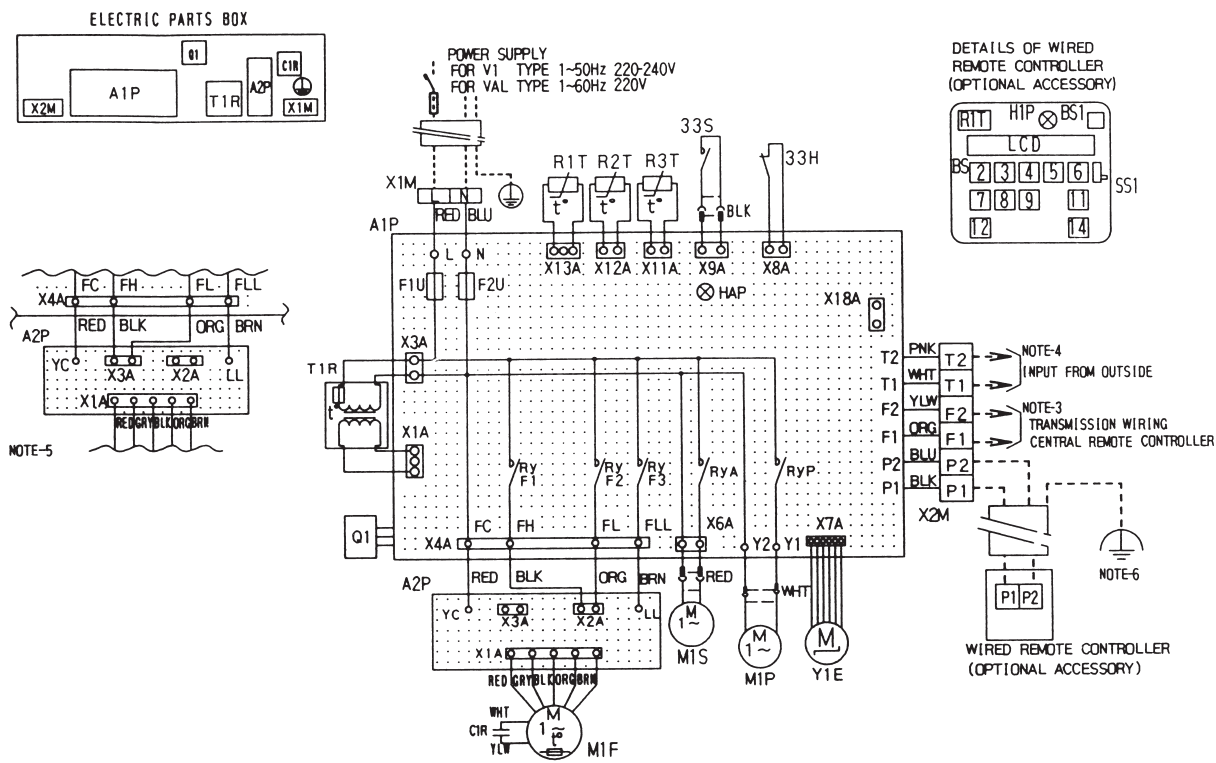 ELECTRIC PARTS BOX
Q1
C1R
A2P
A1P
T1R
X2M
X1M
POWER SUPPLY
FOR V1 TYPE 1~50Hz 220-240V
FOR VAL TYPE 1~60Hz 220V
DETAILS OF WIRED
REMOTE CONTROLLER
(OPTIONAL ACCESSORY)
R1T H1P BS1
LCD
BS 2 3 4 5 6
SS1
7 8 9 11
12 14
X1M N
RED BLU
R1T R2T R3T
t° t° t°
33S
33H
BLK
A1P
L N
X13A X12A X11A X9A X8A
F1U F2U
HAP
X18A
FC FH FL FLL
X4A
RED BLK ORG BRN
A2P
YC X3A X2A LL
X1A
RED GRY BLK ORG BRN
NOTE-5
X3A
T1R
t°
X1A
Q1
Ry F1
Ry F2
Ry F3
RyA
RyP
T2 PNK T2
NOTE-4
INPUT FROM OUTSIDE
T1 WHT T1
F2 YLW F2
NOTE-3
TRANSMISSION WIRING
CENTRAL REMOTE CONTROLLER
F1 ORG F1
P2 BLU P2
P1 BLK P1
X2M
FC FH FL FLL X6A X7A
X4A Y2 Y1
RED BLK ORG BRN RED
WHT
A2P
YC X3A X2A LL
X1A
RED GRY BLK ORG BRN
M
1~
M1S
M
1~
M1P
M
Y1E
WHT
C1R
YLW
M
1~
t°
M1F
NOTE-6
P1 P2
WIRED REMOTE CONTROLLER
(OPTIONAL ACCESSORY)